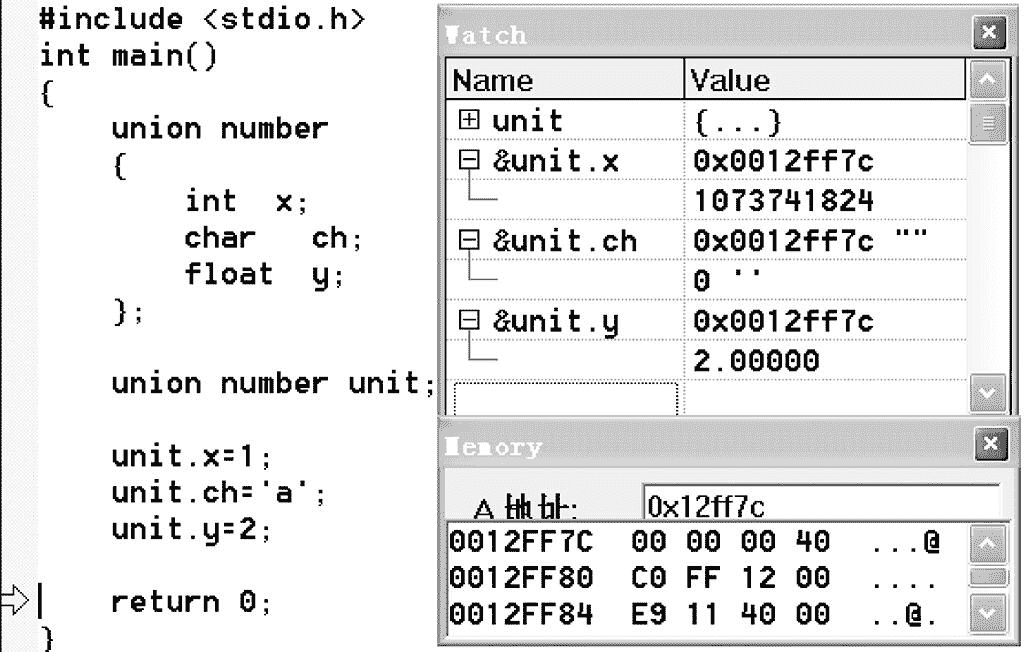 #include <stdio.h>
int main()
{
union number
{
int x;
char ch;
float y;
};
union number unit;
unit.x=1;
unit.ch='a';
unit.y=2;
return 0;
}
Watch
Name Value
unit {...}
&unit.x 0x0012ff7c
1073741824
&unit.ch 0x0012ff7c ""
0 ''
&unit.y 0x0012ff7c
2.00000
Memory
地址: 0x12ff7c
0012FF7C 00 00 00 40 ...@
0012FF80 C0 FF 12 00 ....
0012FF84 E9 11 40 00 ..@.